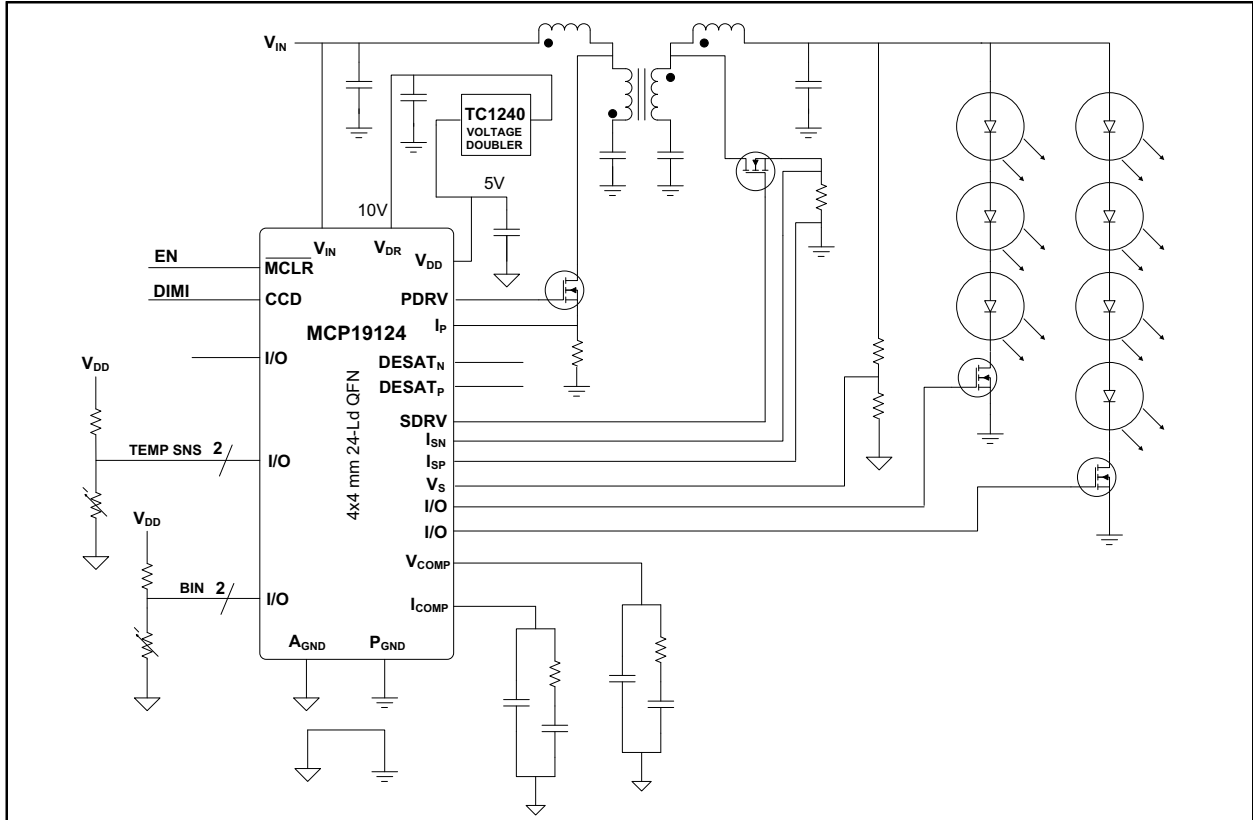 VIN
TC1240
VOLTAGE
DOUBLER
5V
10V
VIN
VDR
VDD
EN
MCLR
DIMI
CCD
PDRV
MCP19124
IP
I/O
DESATN
VDD
DESATP
SDRV
ISN
TEMP SNS 2
I/O
ISP
VS
4x4 mm 24-Ld QFN
I/O
VDD
I/O
VCOMP
BIN 2
I/O
ICOMP
AGND
PGND